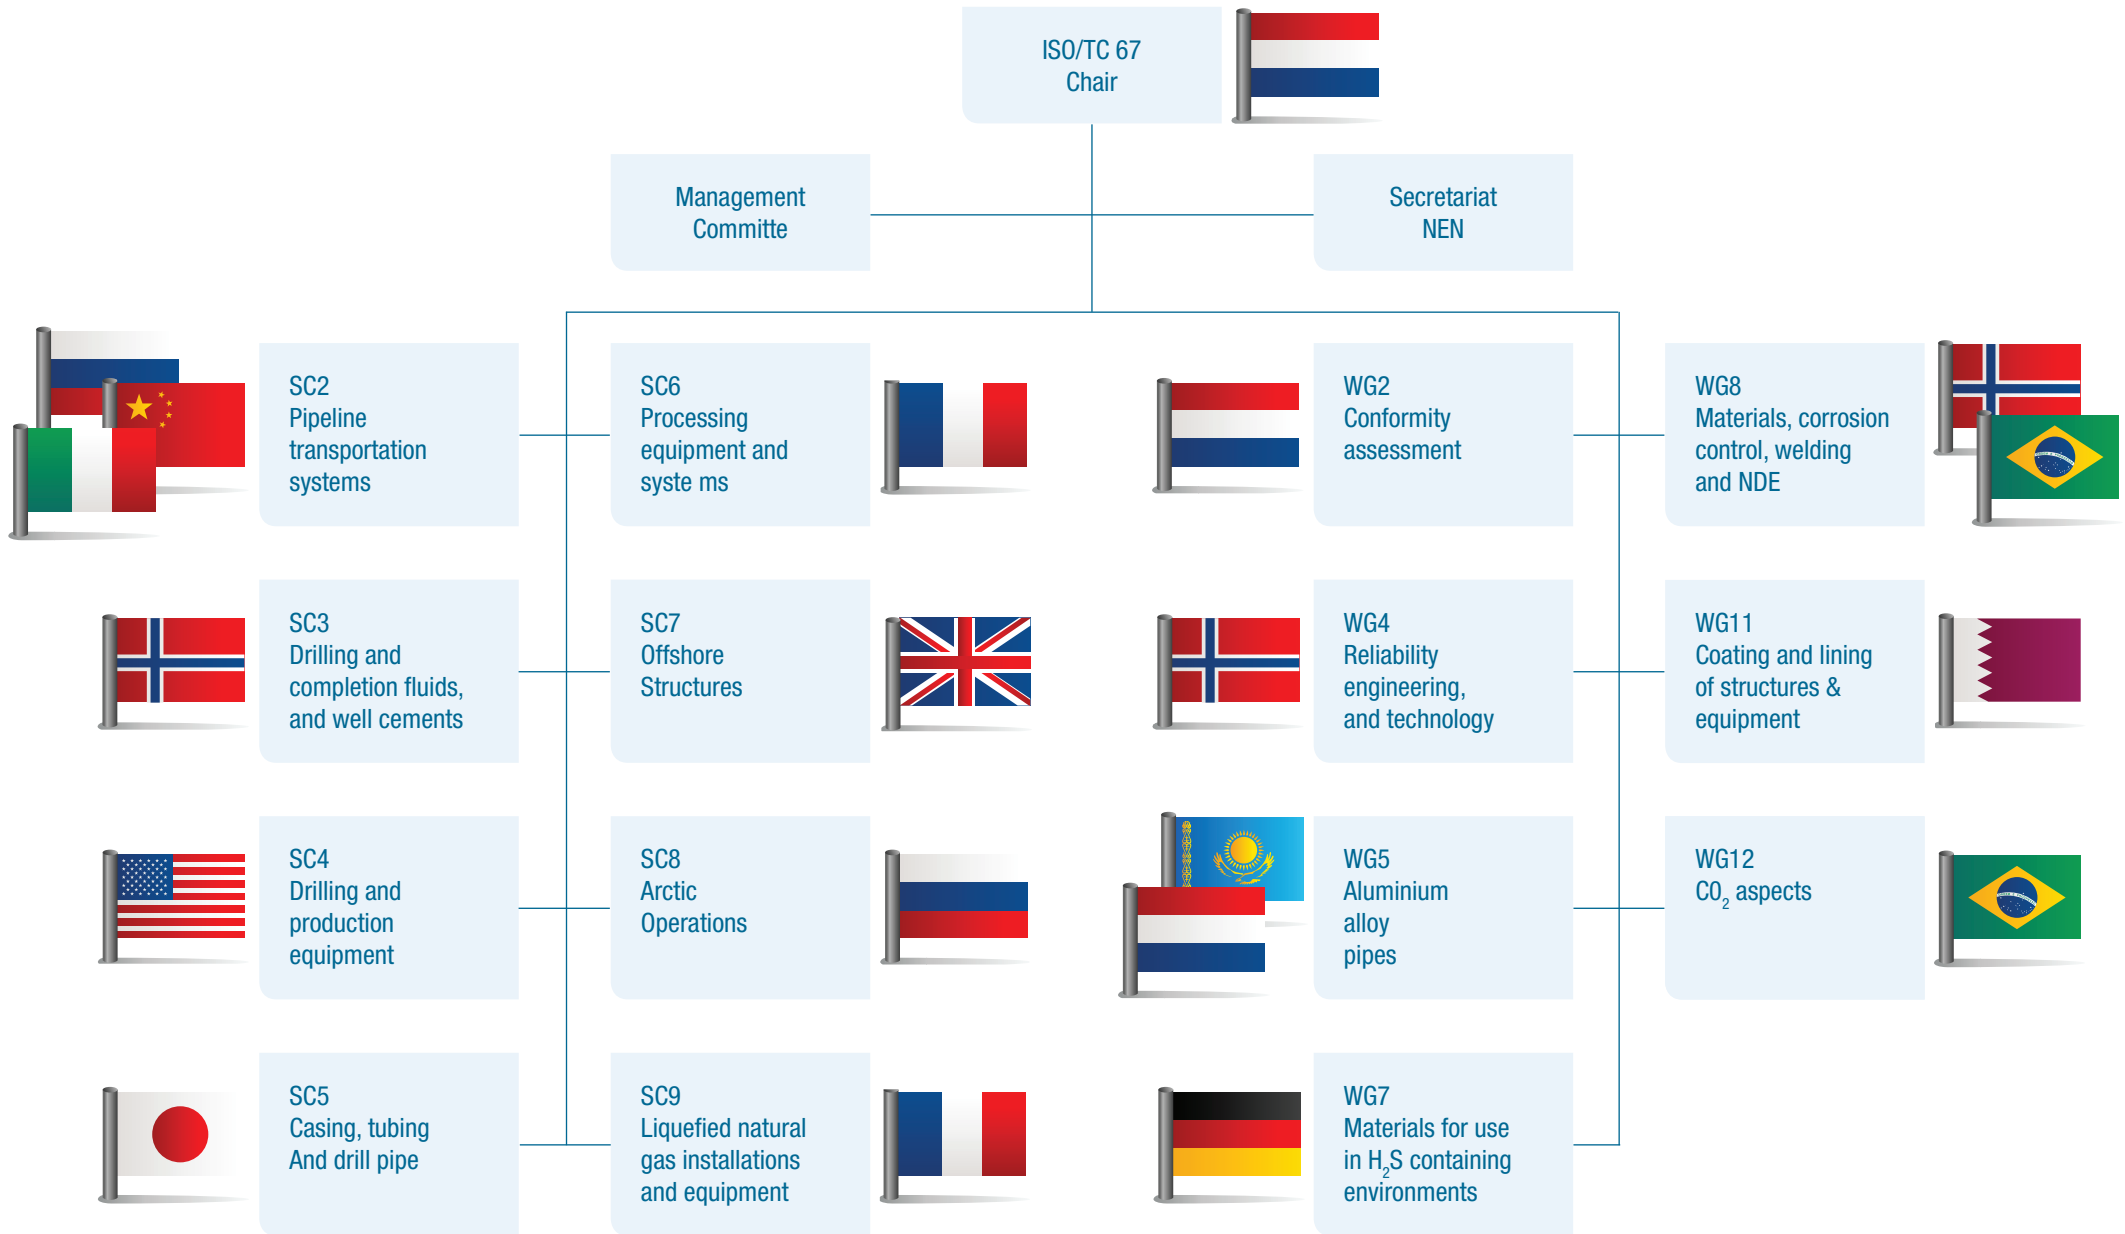 ISO/TC 67
Chair
Management
Committe
Secretariat
NEN
SC2
Pipeline
transportation
systems
SC6
Processing
equipment and
syste ms
WG2
Conformity
assessment
WG8
Materials, corrosion
control, welding
and NDE
SC3
Drilling and
completion fluids,
and well cements
SC7
Offshore
Structures
WG4
Reliability
engineering,
and technology
WG11
Coating and lining
of structures &
equipment
SC4
Drilling and
production
equipment
SC8
Arctic
Operations
WG5
Aluminium
alloy
pipes
WG12
CO₂ aspects
SC5
Casing, tubing
And drill pipe
SC9
Liquefied natural
gas installations
and equipment
WG7
Materials for use
in H₂S containing
environments